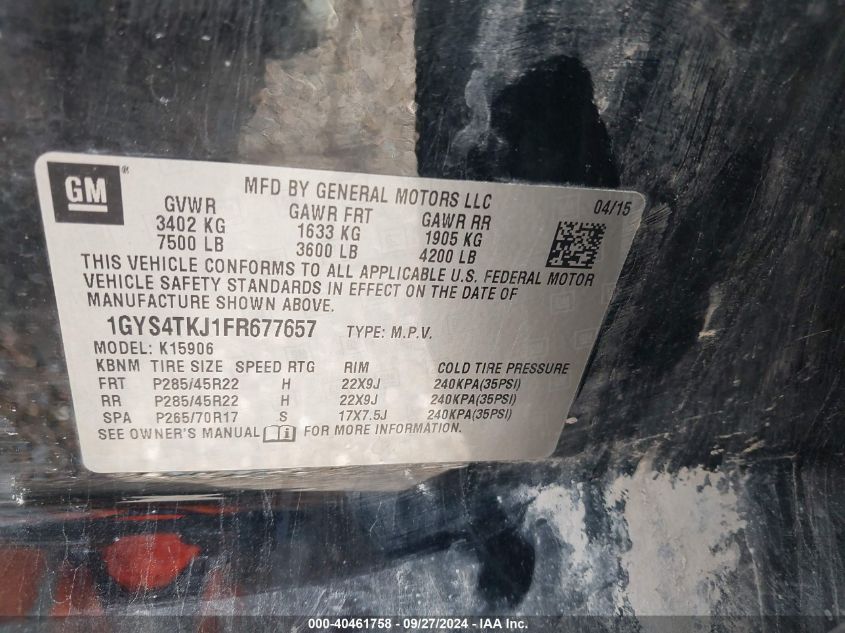 GM®
MFD BY GENERAL MOTORS LLC
04/15
GVWR GAWR FRT GAWR RR
3402 KG 1633 KG 1905 KG
7500 LB 3600 LB 4200 LB
THIS VEHICLE CONFORMS TO ALL APPLICABLE U.S. FEDERAL MOTOR
VEHICLE SAFETY STANDARDS IN EFFECT ON THE DATE OF
MANUFACTURE SHOWN ABOVE.
1GYS4TKJ1FR677657 TYPE: M.P.V.
MODEL: K15906
KBNM TIRE SIZE SPEED RTG RIM COLD TIRE PRESSURE
FRT P285/45R22 H 22X9J 240KPA(35PSI)
RR P285/45R22 H 22X9J 240KPA(35PSI)
SPA P265/70R17 S 17X7.5J 240KPA(35PSI)
SEE OWNER'S MANUAL FOR MORE INFORMATION.
000-40461758 - 09/27/2024 - IAA Inc.